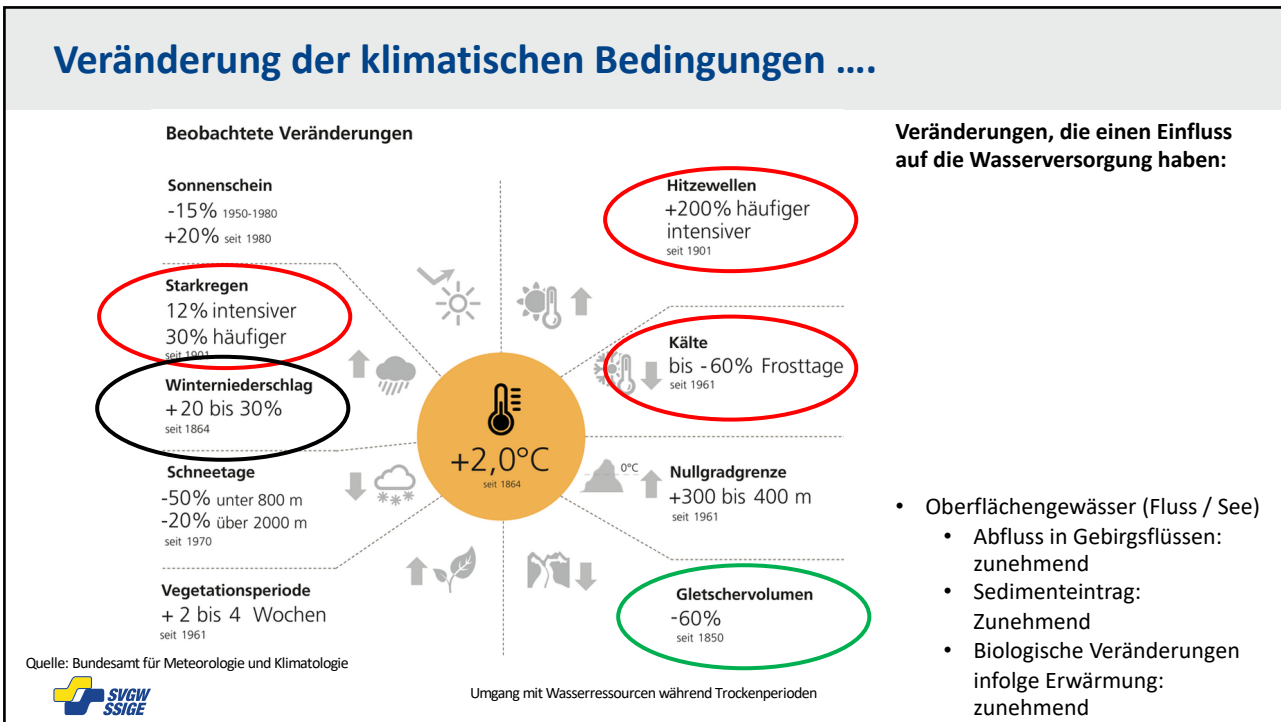 Veränderung der klimatischen Bedingungen ....
Beobachtete Veränderungen
Sonnenschein
-15% 1950-1980
+20% seit 1980
Starkregen
12% intensiver
30% häufiger
seit 1901
Winterniederschlag
+20 bis 30%
seit 1864
Schneetage
-50% unter 800 m
-20% über 2000 m
seit 1970
Vegetationsperiode
+ 2 bis 4 Wochen
seit 1961
+2,0°C
seit 1864
Hitzewellen
+200% häufiger
intensiver
seit 1901
Kälte
bis -60% Frosttage
seit 1961
0°C
Nullgradgrenze
+300 bis 400 m
seit 1961
Gletschervolumen
-60%
seit 1850
Veränderungen, die einen Einfluss
auf die Wasserversorgung haben:
• Oberflächengewässer (Fluss / See)
• Abfluss in Gebirgsflüssen:
zunehmend
• Sedimenteintrag:
Zunehmend
• Biologische Veränderungen
infolge Erwärmung:
zunehmend
Quelle: Bundesamt für Meteorologie und Klimatologie
SVGW
SSIGE
Umgang mit Wasserressourcen während Trockenperioden